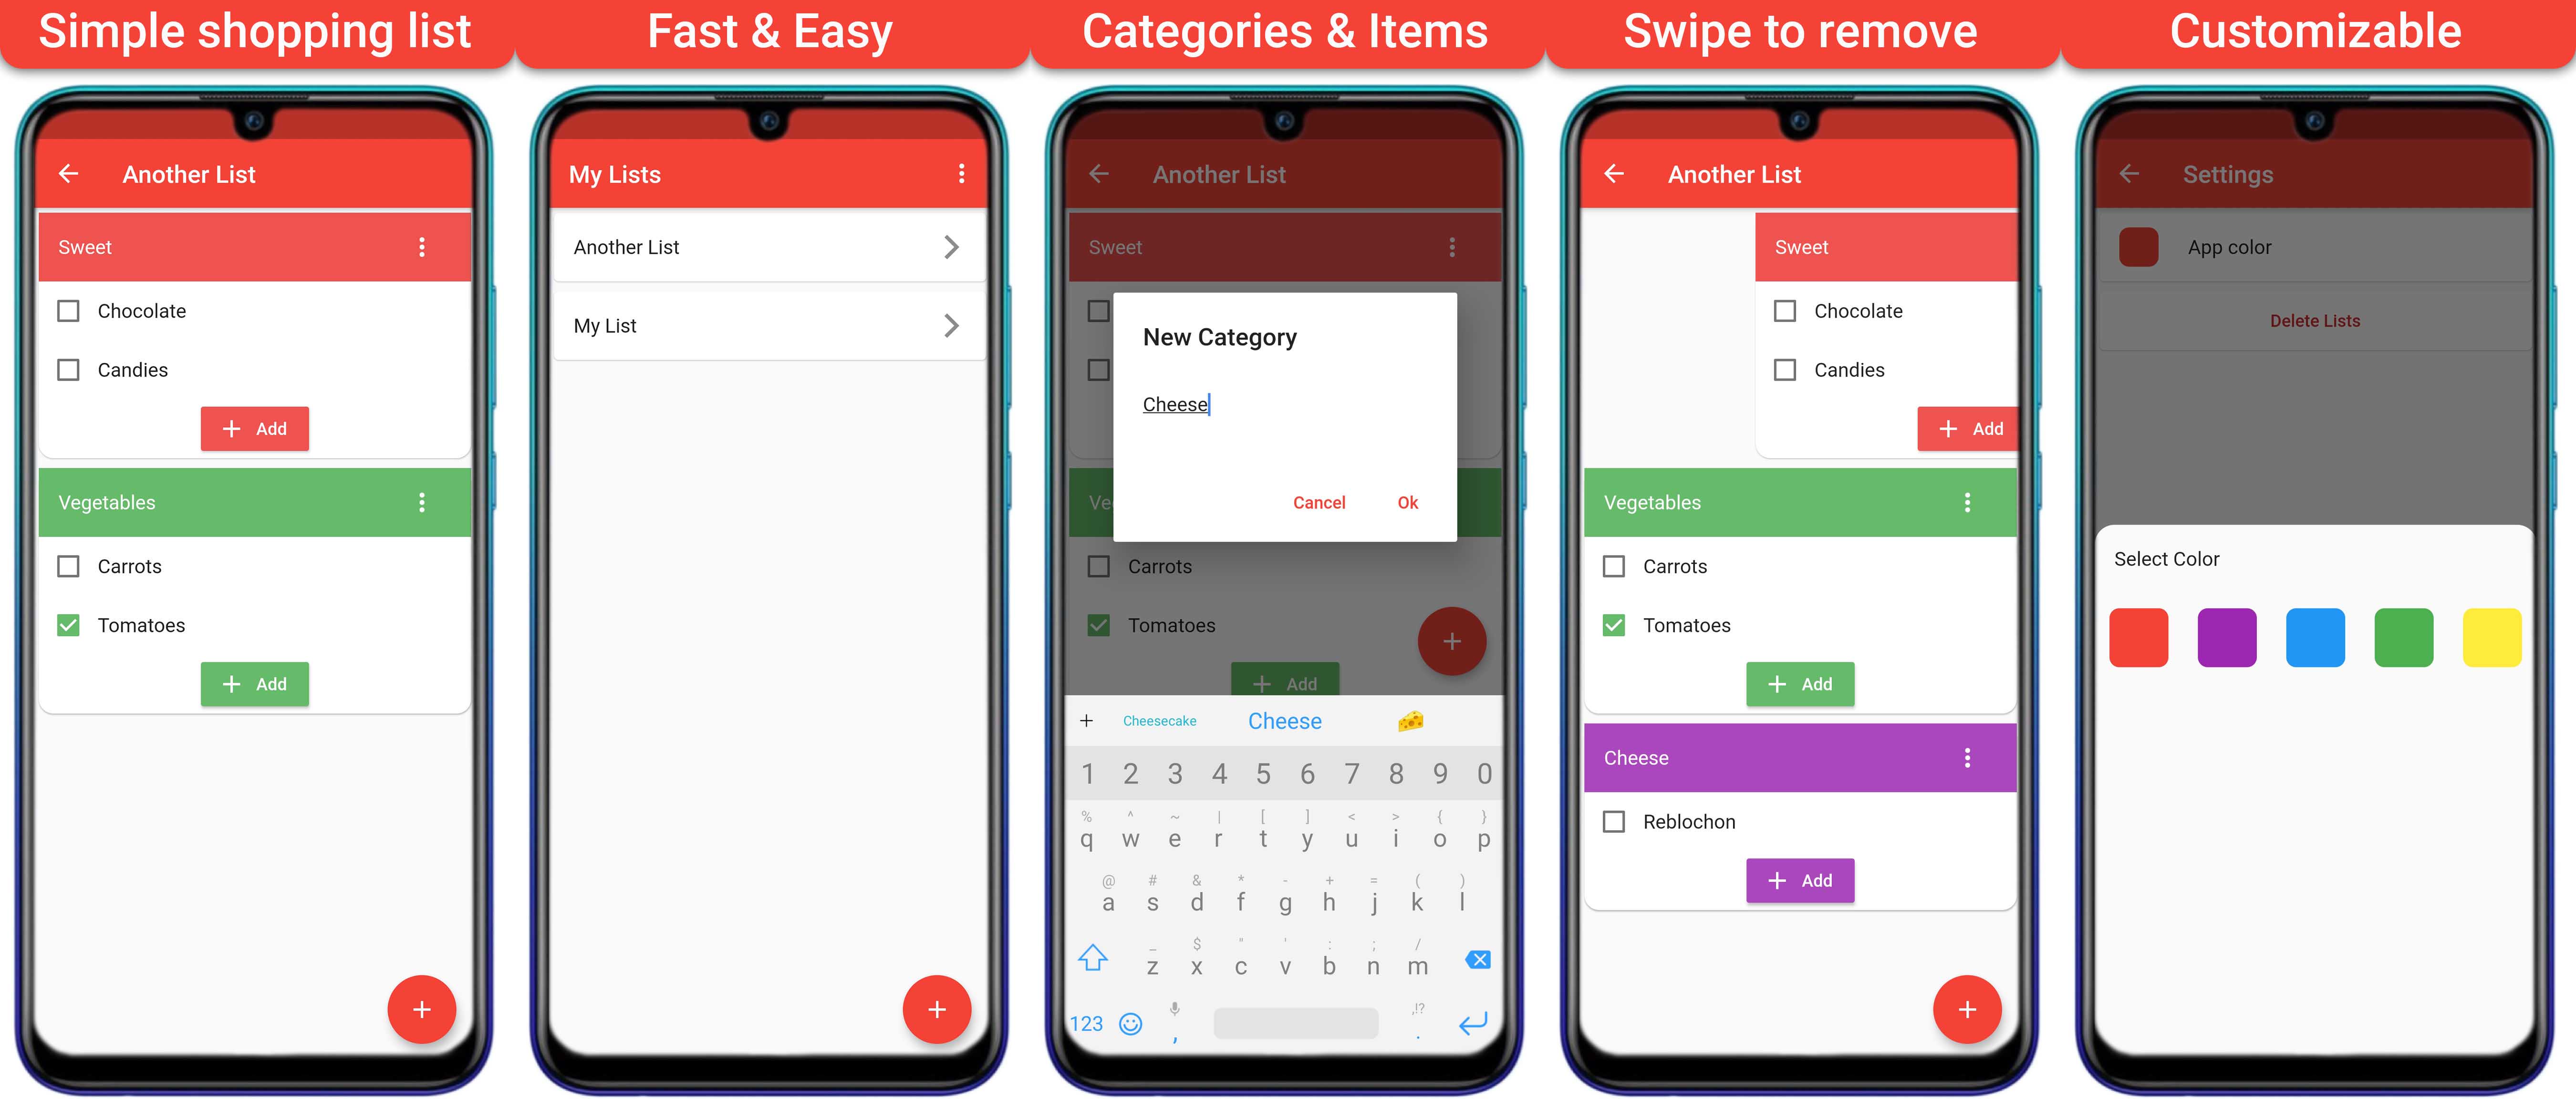 Simple shopping list
Another List
Sweet
Chocolate
Candies
+ Add
Vegetables
Carrots
Tomatoes
+ Add
+
Fast & Easy
My Lists
Another List
My List
+
Categories & Items
Another List
Sweet
New Category
Cheese
Cancel Ok
Ve
Carrots
Tomatoes
+
+ Add
+ Cheesecake Cheese
1 2 3 4 5 6 7 8 9 0
% ^ ~ | [ ] < > { }
q w e r t y u i o p
@ # & * - + = ( )
a s d f g h j k l
_ $ " ' : ; /
z x c v b n m
,!?
123 , .
Swipe to remove
Another List
Sweet
Chocolate
Candies
+ Add
Vegetables
Carrots
Tomatoes
+ Add
Cheese
Reblochon
+ Add
+
Customizable
Settings
App color
Delete Lists
Select Color